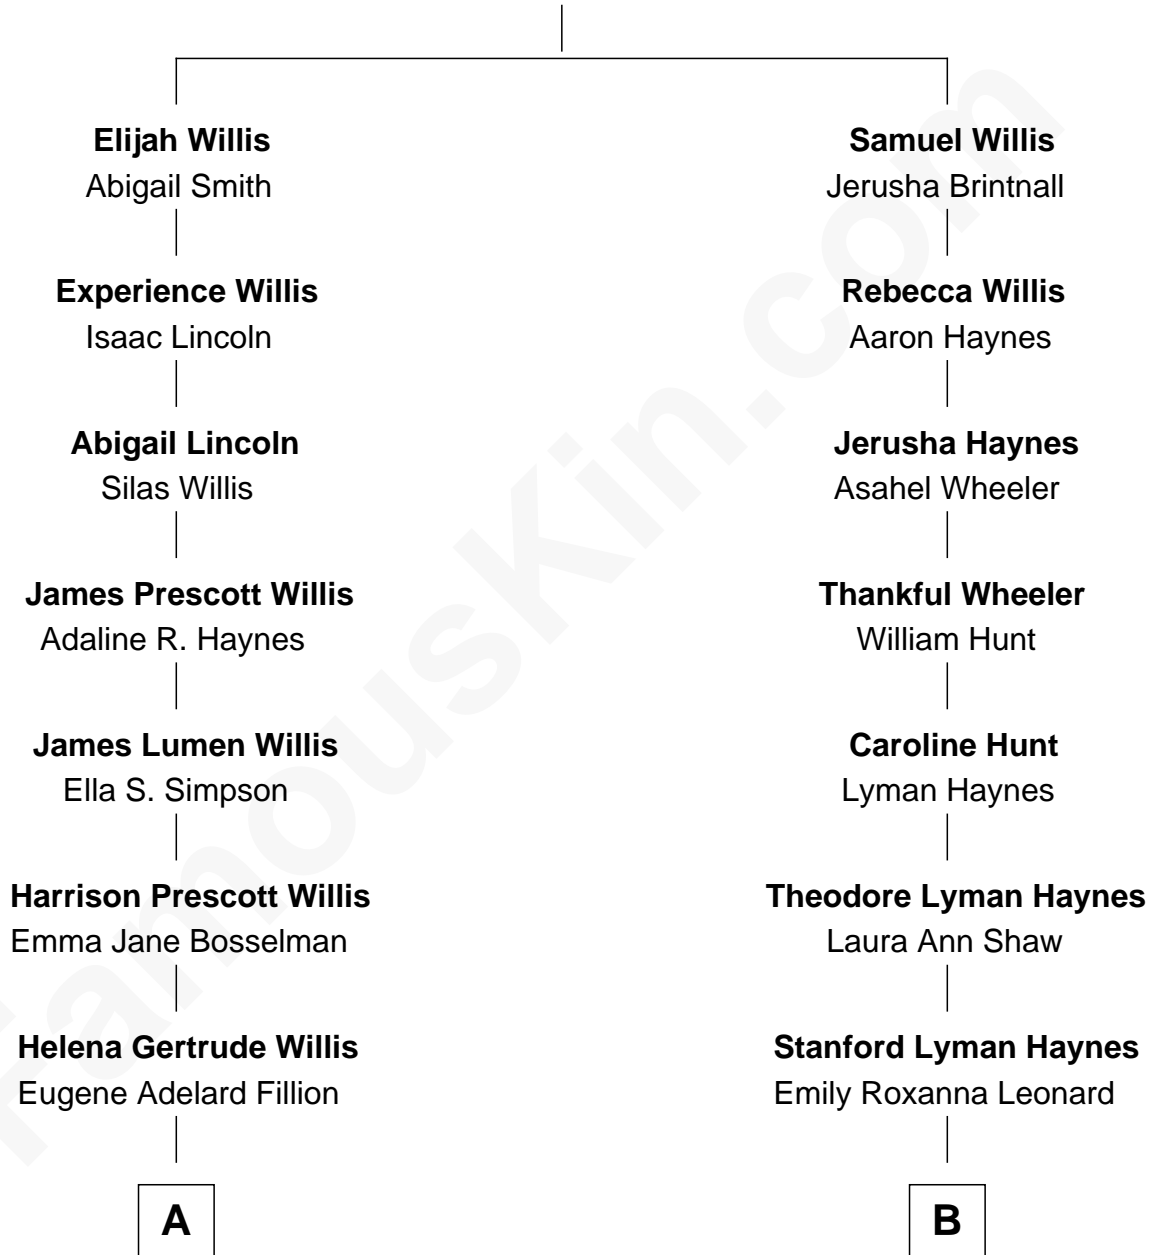 Elijah Willis
Abigail Smith
Samuel Willis
Jerusha Brintnall
Experience Willis
Isaac Lincoln
Rebecca Willis
Aaron Haynes
Abigail Lincoln
Silas Willis
Jerusha Haynes
Asahel Wheeler
James Prescott Willis
Adaline R. Haynes
Thankful Wheeler
William Hunt
James Lumen Willis
Ella S. Simpson
Caroline Hunt
Lyman Haynes
Harrison Prescott Willis
Emma Jane Bosselman
Theodore Lyman Haynes
Laura Ann Shaw
Helena Gertrude Willis
Eugene Adelard Fillion
Stanford Lyman Haynes
Emily Roxanna Leonard
A
B
FamousKin.com